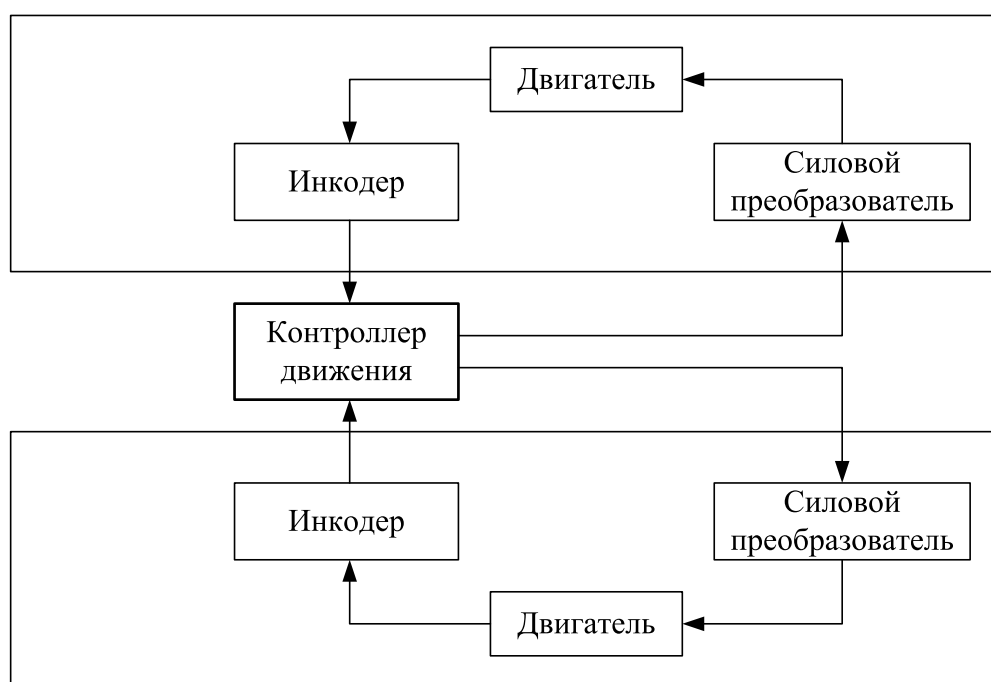 Двигатель
Инкодер
Силовой
преобразователь
Контроллер
движения
Инкодер
Силовой
преобразователь
Двигатель